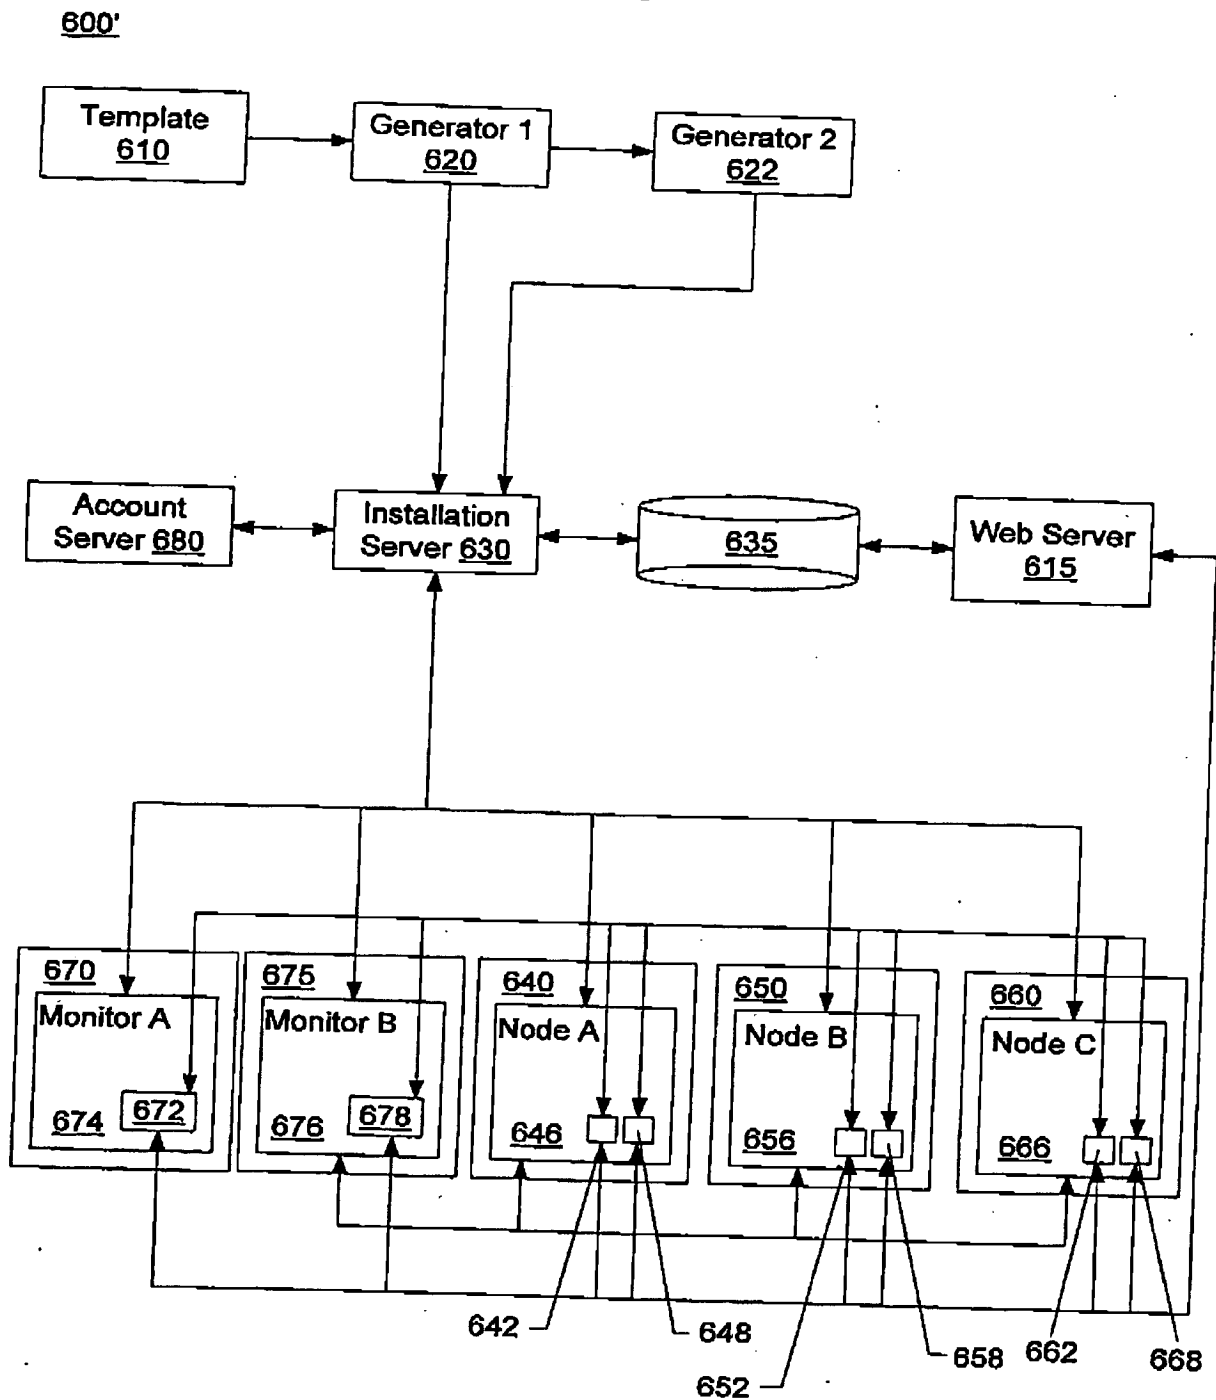 600'
Template
610
Generator 1
620
Generator 2
622
Account
Server 680
Installation
Server 630
635
Web Server
615
670
Monitor A
672
674
675
Monitor B
678
676
640
Node A
646
650
Node B
656
660
Node C
666
642
648
652
658
662
668